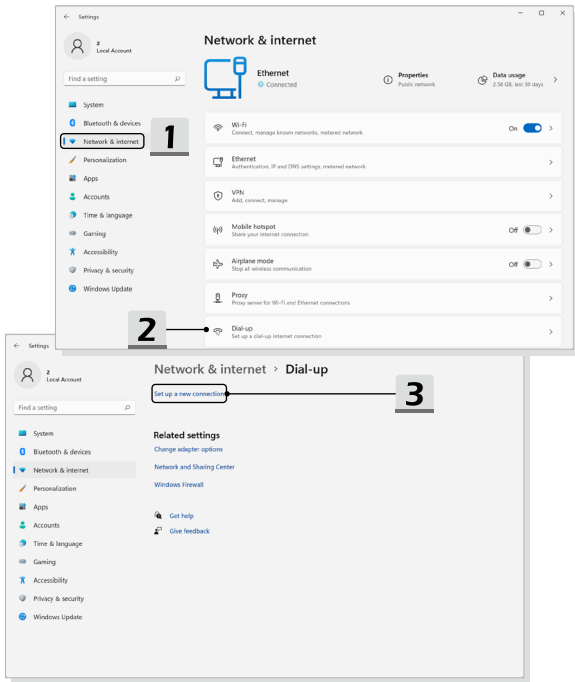 Settings
z
Local Account
Find a setting
System
Bluetooth & devices
Network & internet
Personalization
Apps
Accounts
Time & language
Gaming
Accessibility
Privacy & security
Windows Update
1
Network & internet
Ethernet
Connected
Properties
Public network
Data usage
2.58 GB, last 30 days
Wi-Fi
Connect, manage known networks, metered network
On
Ethernet
Authentication, IP and DNS settings, metered network
VPN
Add, connect, manage
Mobile hotspot
Share your internet connection
Off
Airplane mode
Stop all wireless communication
Off
Proxy
Proxy server for Wi-Fi and Ethernet connections
2
Dial-up
Set up a dial-up internet connection
Settings
z
Local Account
Find a setting
System
Bluetooth & devices
Network & internet
Personalization
Apps
Accounts
Time & language
Gaming
Accessibility
Privacy & security
Windows Update
Network & internet > Dial-up
Set up a new connection
3
Related settings
Change adapter options
Network and Sharing Center
Windows Firewall
Get help
Give feedback